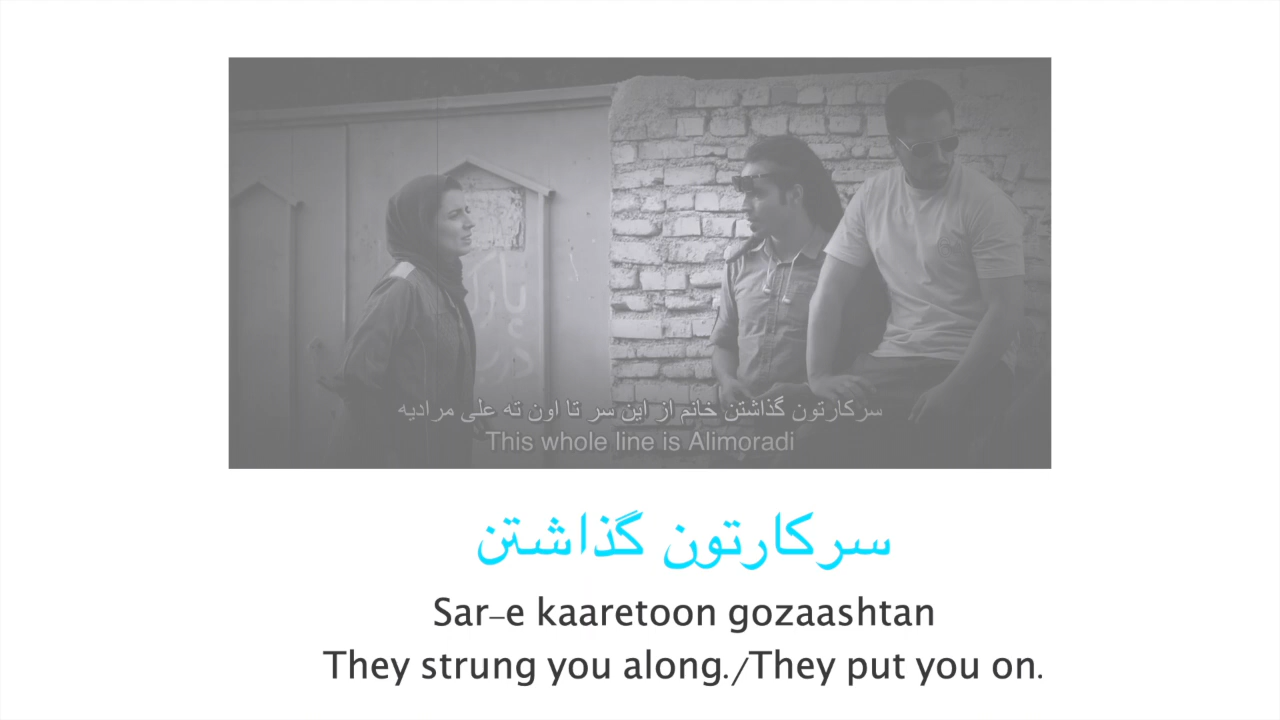 سرکارتون گذاشتن خانم از این سر تا اون ته علی مرادیه
This whole line is Alimoradi
سرکارتون گذاشتن
Sar-e kaaretoon gozaashtan
They strung you along./They put you on.